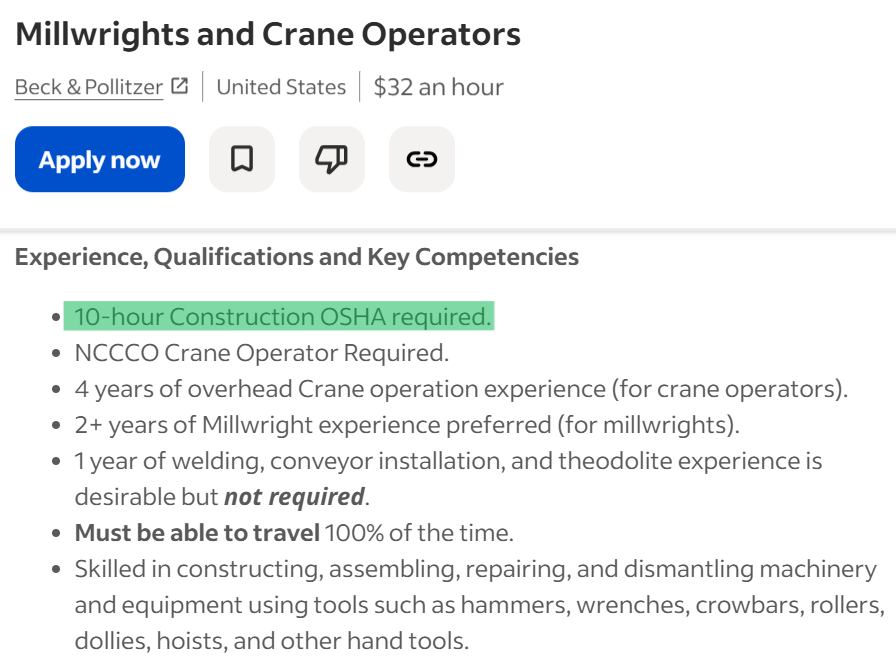 Millwrights and Crane Operators
Beck & Pollitzer | United States | $32 an hour
Apply now
Experience, Qualifications and Key Competencies
• 10-hour Construction OSHA required.
• NCCCO Crane Operator Required.
• 4 years of overhead Crane operation experience (for crane operators).
• 2+ years of Millwright experience preferred (for millwrights).
• 1 year of welding, conveyor installation, and theodolite experience is
desirable but not required.
• Must be able to travel 100% of the time.
• Skilled in constructing, assembling, repairing, and dismantling machinery
and equipment using tools such as hammers, wrenches, crowbars, rollers,
dollies, hoists, and other hand tools.